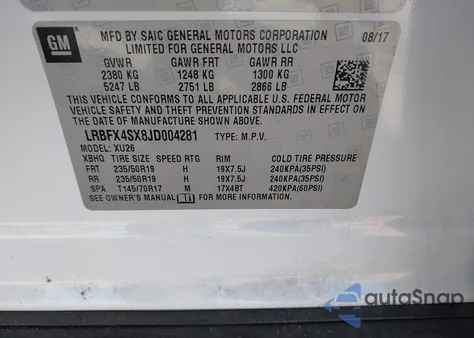 GM
MFD BY SAIC GENERAL MOTORS CORPORATION 08/17
LIMITED FOR GENERAL MOTORS LLC
GVWR GAWR FRT GAWR RR
2380 KG 1248 KG 1300 KG
5247 LB 2751 LB 2866 LB
THIS VEHICLE CONFORMS TO ALL APPLICABLE U.S. FEDERAL MOTOR
VEHICLE SAFETY, BUMPER, AND THEFT PREVENTION STANDARDS IN
EFFECT ON THE DATE OF MANUFACTURE SHOWN ABOVE.
LRBFX4SX8JD004281 TYPE: M.P.V.
MODEL: XU26
XBHQ TIRE SIZE SPEED RTG RIM COLD TIRE PRESSURE
FRT 235/50R19 H 19X7.5J 240KPA(35PSI)
RR 235/50R19 H 19X7.5J 240KPA(35PSI)
SPA T145/70R17 M 17X4BT 420KPA(60PSI)
SEE OWNER'S MANUAL FOR MORE INFORMATION.
autoSnap